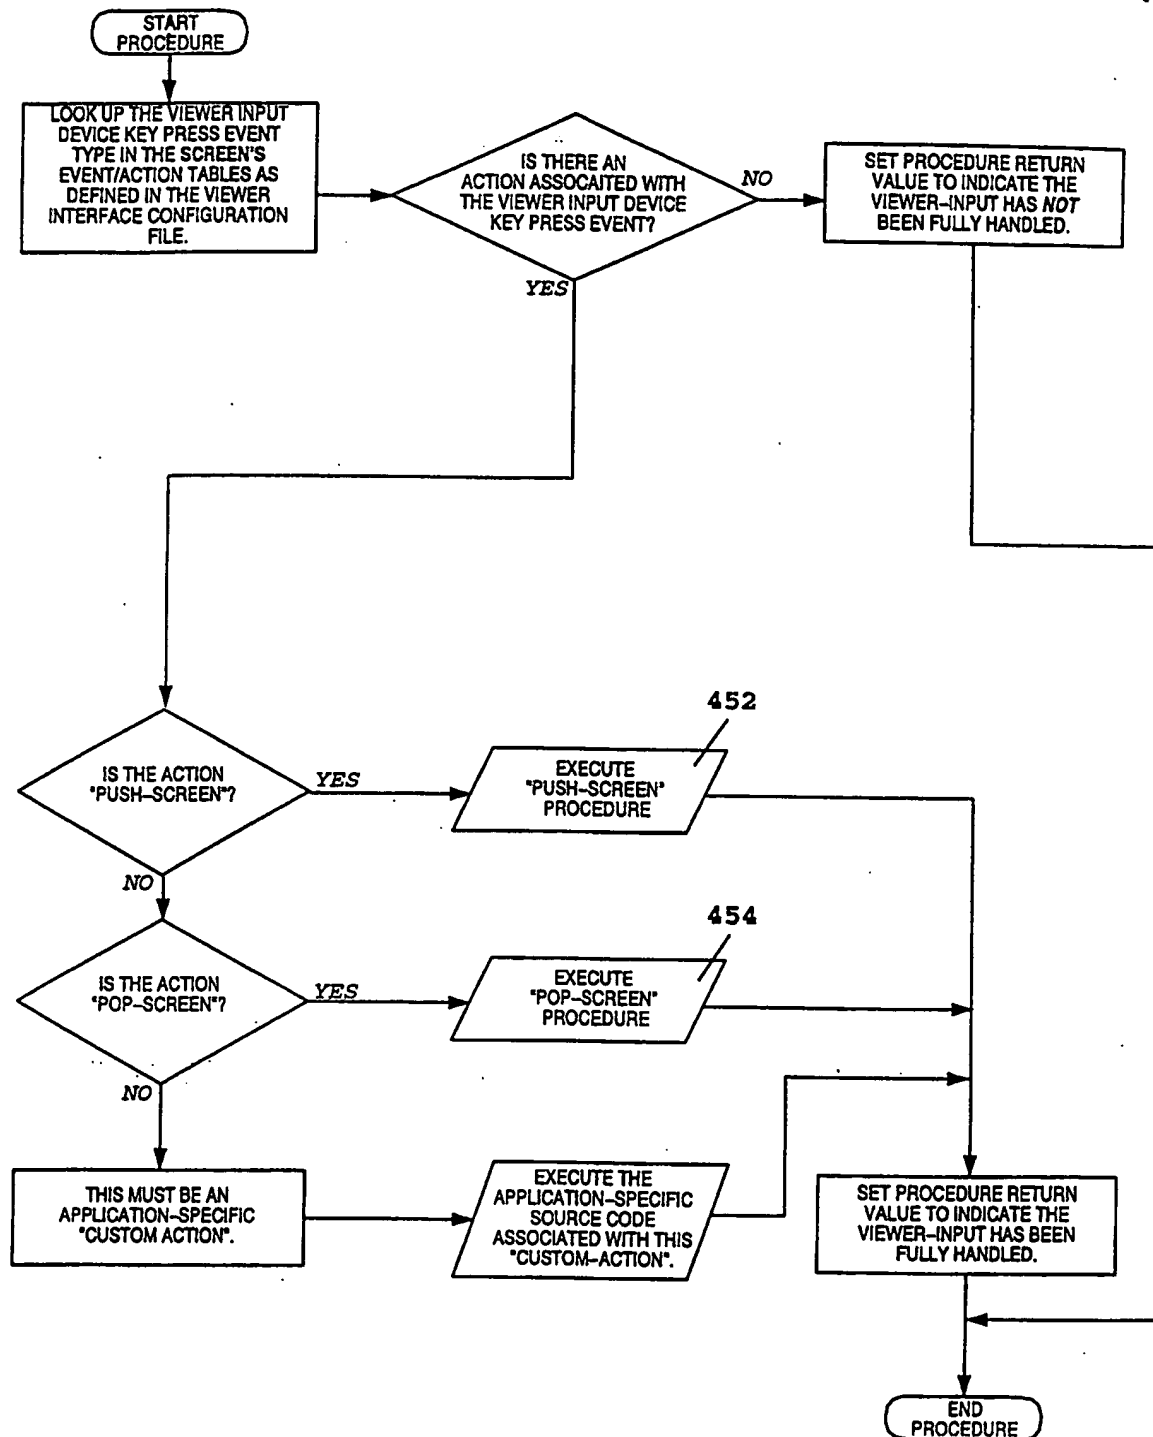 START
PROCEDURE
LOOK UP THE VIEWER INPUT
DEVICE KEY PRESS EVENT
TYPE IN THE SCREEN'S
EVENT/ACTION TABLES AS
DEFINED IN THE VIEWER
INTERFACE CONFIGURATION
FILE.
IS THERE AN
ACTION ASSOCAITED WITH
THE VIEWER INPUT DEVICE
KEY PRESS EVENT?
NO
SET PROCEDURE RETURN
VALUE TO INDICATE THE
VIEWER–INPUT HAS NOT
BEEN FULLY HANDLED.
YES
452
IS THE ACTION
"PUSH–SCREEN"?
YES
EXECUTE
"PUSH–SCREEN"
PROCEDURE
NO
454
IS THE ACTION
"POP–SCREEN"?
YES
EXECUTE
"POP–SCREEN"
PROCEDURE
NO
THIS MUST BE AN
APPLICATION–SPECIFIC
"CUSTOM ACTION".
EXECUTE THE
APPLICATION–SPECIFIC
SOURCE CODE
ASSOCIATED WITH THIS
"CUSTOM–ACTION".
SET PROCEDURE RETURN
VALUE TO INDICATE THE
VIEWER–INPUT HAS BEEN
FULLY HANDLED.
END
PROCEDURE